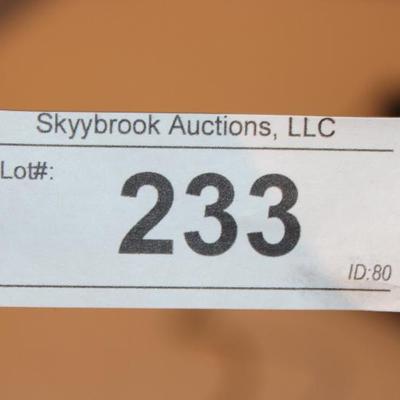 Skyybrook Auctions, LLC
Lot#:
233
ID:80